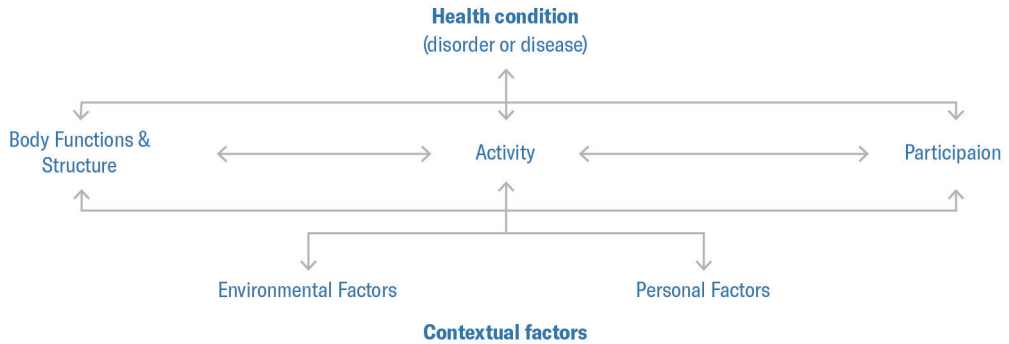 Health condition
(disorder or disease)
Body Functions &
Structure
Activity
Participaion
Environmental Factors
Personal Factors
Contextual factors